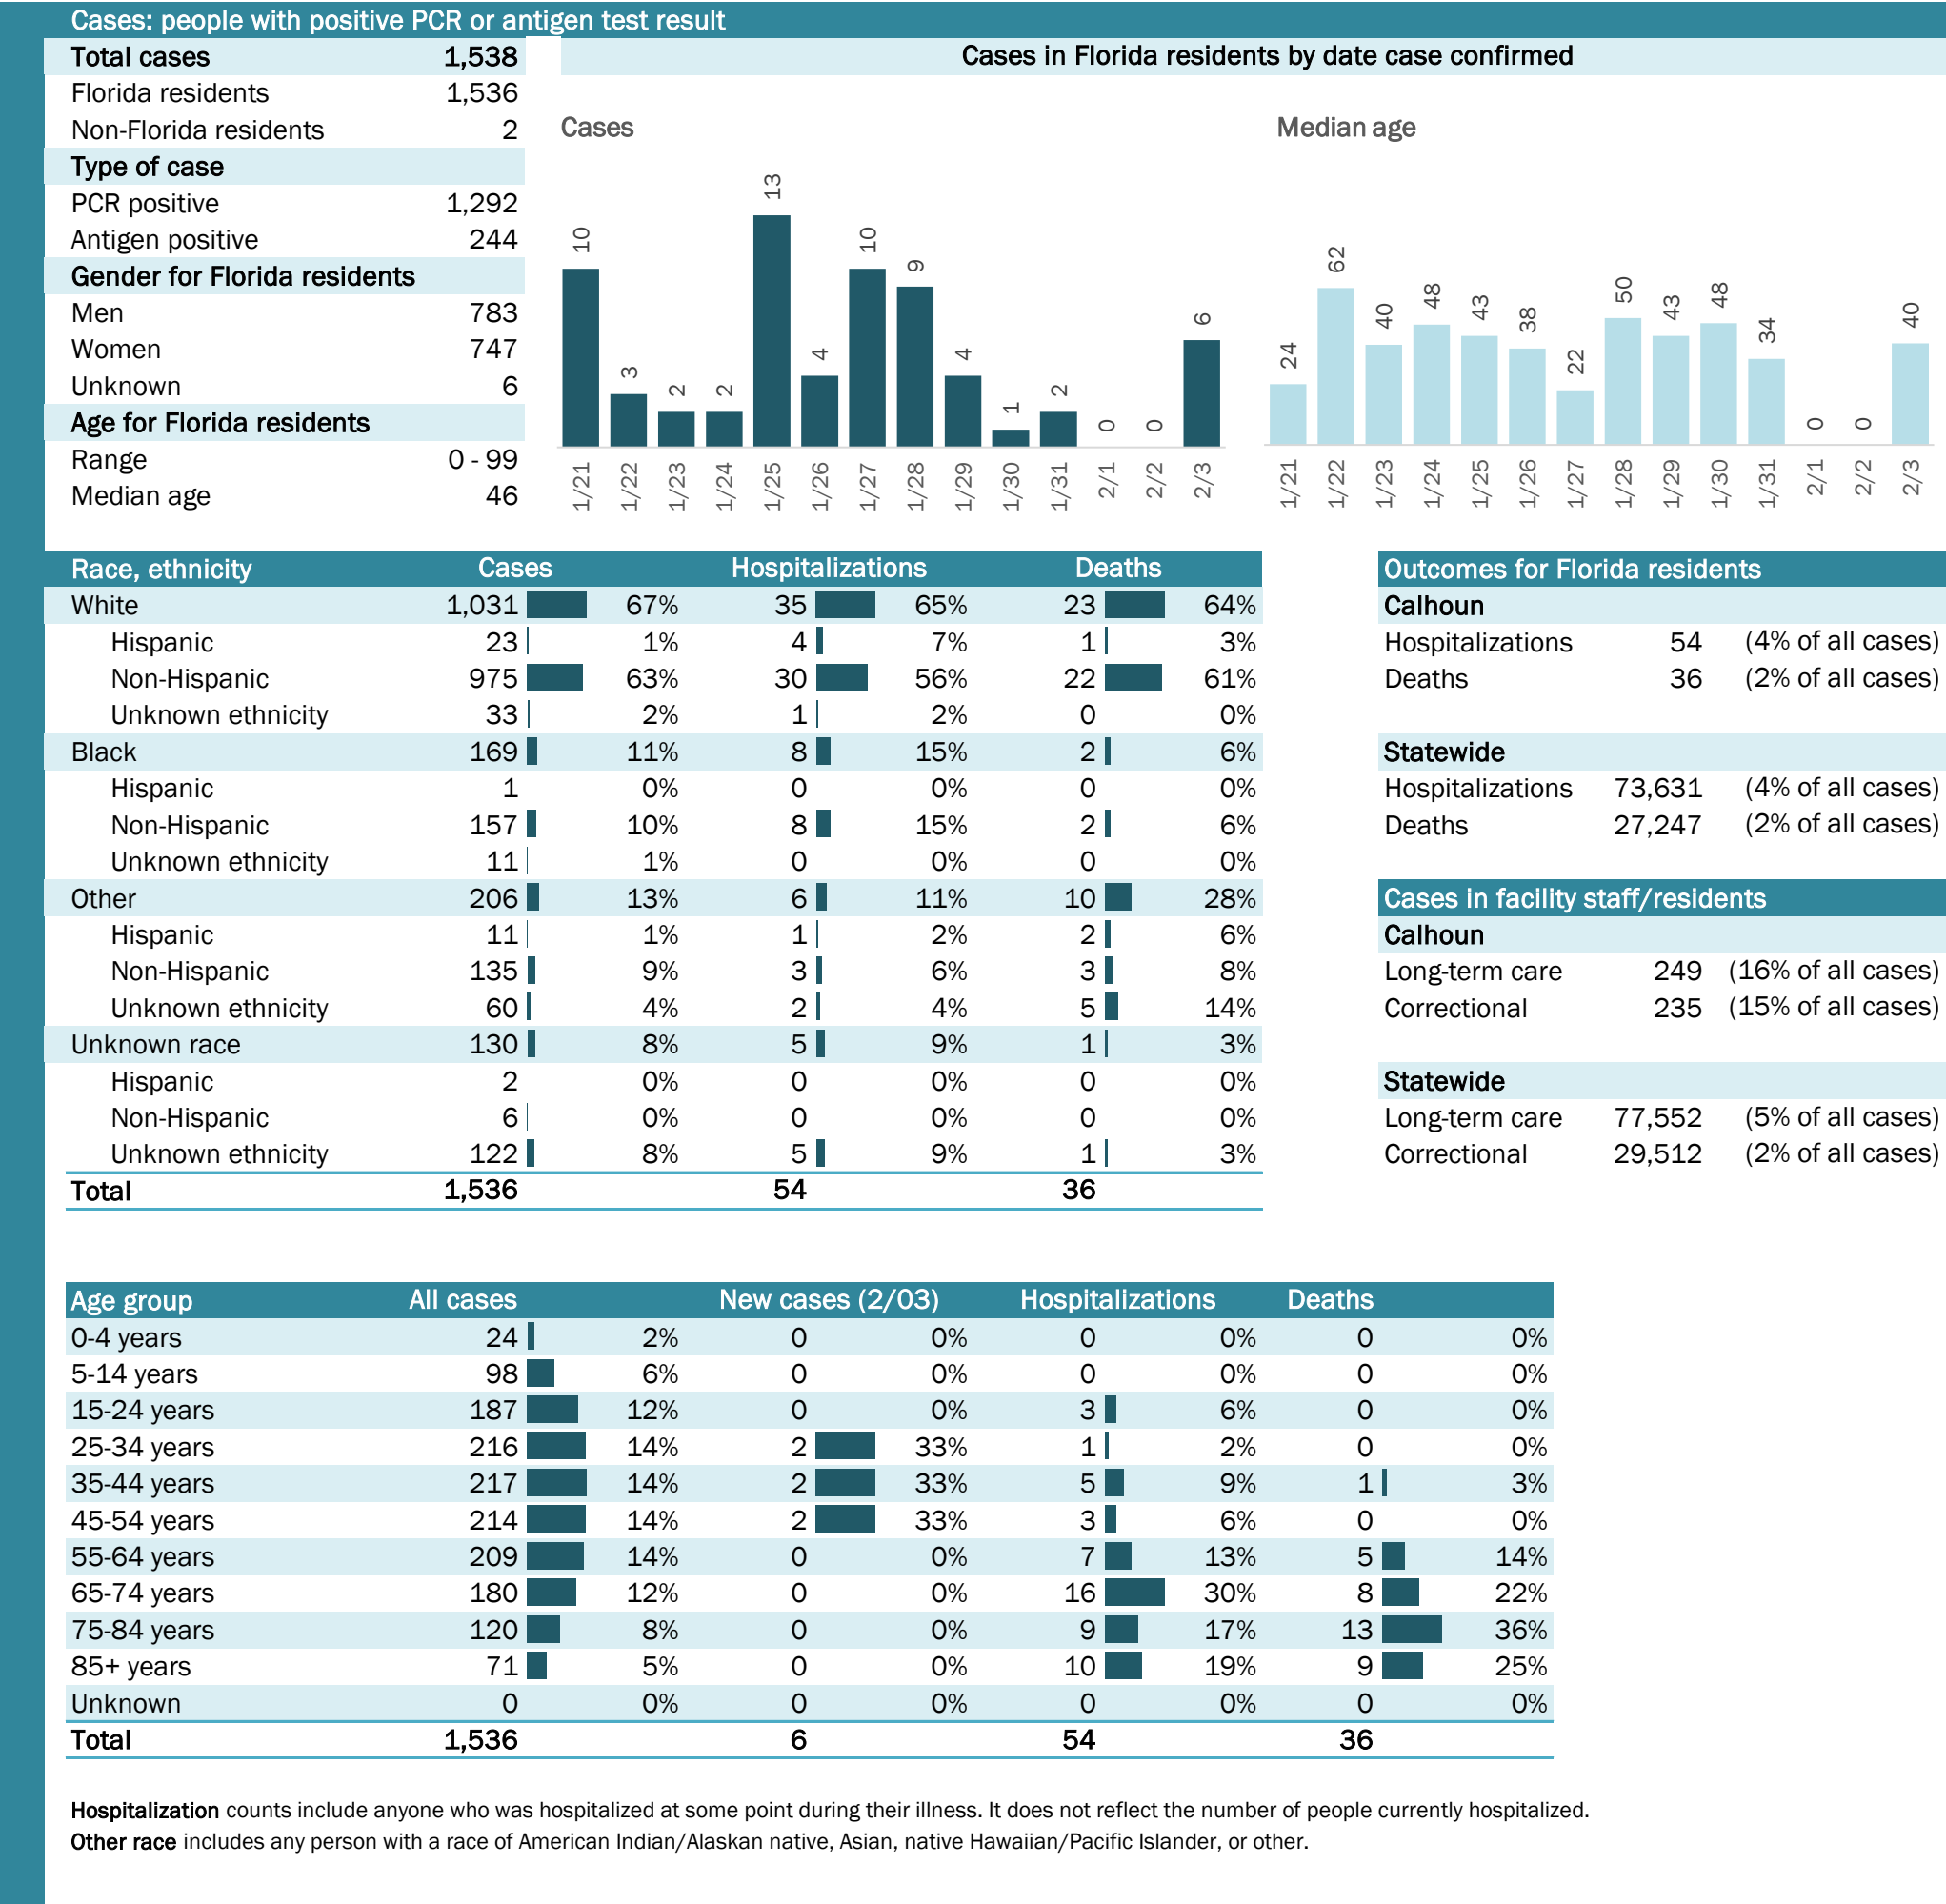 Cases: people with positive PCR or antigen test result
Total cases 1,538
Florida residents 1,536
Non-Florida residents 2
Type of case
PCR positive 1,292
Antigen positive 244
Gender for Florida residents
Men 783
Women 747
Unknown 6
Age for Florida residents
Range 0 - 99
Median age 46
Cases in Florida residents by date case confirmed
Cases
10 3 2 2 13 4 10 9 4 1 2 0 0 6
1/21 1/22 1/23 1/24 1/25 1/26 1/27 1/28 1/29 1/30 1/31 2/1 2/2 2/3
Median age
24 62 40 48 43 38 22 50 43 48 34 0 0 40
1/21 1/22 1/23 1/24 1/25 1/26 1/27 1/28 1/29 1/30 1/31 2/1 2/2 2/3
Race, ethnicity Cases Hospitalizations Deaths
White 1,031 67% 35 65% 23 64%
Hispanic 23 1% 4 7% 1 3%
Non-Hispanic 975 63% 30 56% 22 61%
Unknown ethnicity 33 2% 1 2% 0 0%
Black 169 11% 8 15% 2 6%
Hispanic 1 0% 0 0% 0 0%
Non-Hispanic 157 10% 8 15% 2 6%
Unknown ethnicity 11 1% 0 0% 0 0%
Other 206 13% 6 11% 10 28%
Hispanic 11 1% 1 2% 2 6%
Non-Hispanic 135 9% 3 6% 3 8%
Unknown ethnicity 60 4% 2 4% 5 14%
Unknown race 130 8% 5 9% 1 3%
Hispanic 2 0% 0 0% 0 0%
Non-Hispanic 6 0% 0 0% 0 0%
Unknown ethnicity 122 8% 5 9% 1 3%
Total 1,536 54 36
Outcomes for Florida residents
Calhoun
Hospitalizations 54 (4% of all cases)
Deaths 36 (2% of all cases)
Statewide
Hospitalizations 73,631 (4% of all cases)
Deaths 27,247 (2% of all cases)
Cases in facility staff/residents
Calhoun
Long-term care 249 (16% of all cases)
Correctional 235 (15% of all cases)
Statewide
Long-term care 77,552 (5% of all cases)
Correctional 29,512 (2% of all cases)
Age group All cases New cases (2/03) Hospitalizations Deaths
0-4 years 24 2% 0 0% 0 0% 0 0%
5-14 years 98 6% 0 0% 0 0% 0 0%
15-24 years 187 12% 0 0% 3 6% 0 0%
25-34 years 216 14% 2 33% 1 2% 0 0%
35-44 years 217 14% 2 33% 5 9% 1 3%
45-54 years 214 14% 2 33% 3 6% 0 0%
55-64 years 209 14% 0 0% 7 13% 5 14%
65-74 years 180 12% 0 0% 16 30% 8 22%
75-84 years 120 8% 0 0% 9 17% 13 36%
85+ years 71 5% 0 0% 10 19% 9 25%
Unknown 0 0% 0 0% 0 0% 0 0%
Total 1,536 6 54 36
Hospitalization counts include anyone who was hospitalized at some point during their illness. It does not reflect the number of people currently hospitalized.
Other race includes any person with a race of American Indian/Alaskan native, Asian, native Hawaiian/Pacific Islander, or other.